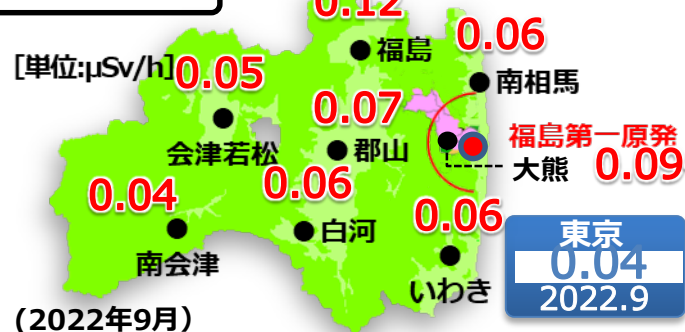 0.12
福島
0.06
[単位:μSv/h]
0.05
南相馬
0.07
福島第一原発
会津若松
郡山
大熊
0.09
0.04
0.06
0.06
白河
東京
0.04
2022.9
南会津
いわき
(2022年9月)